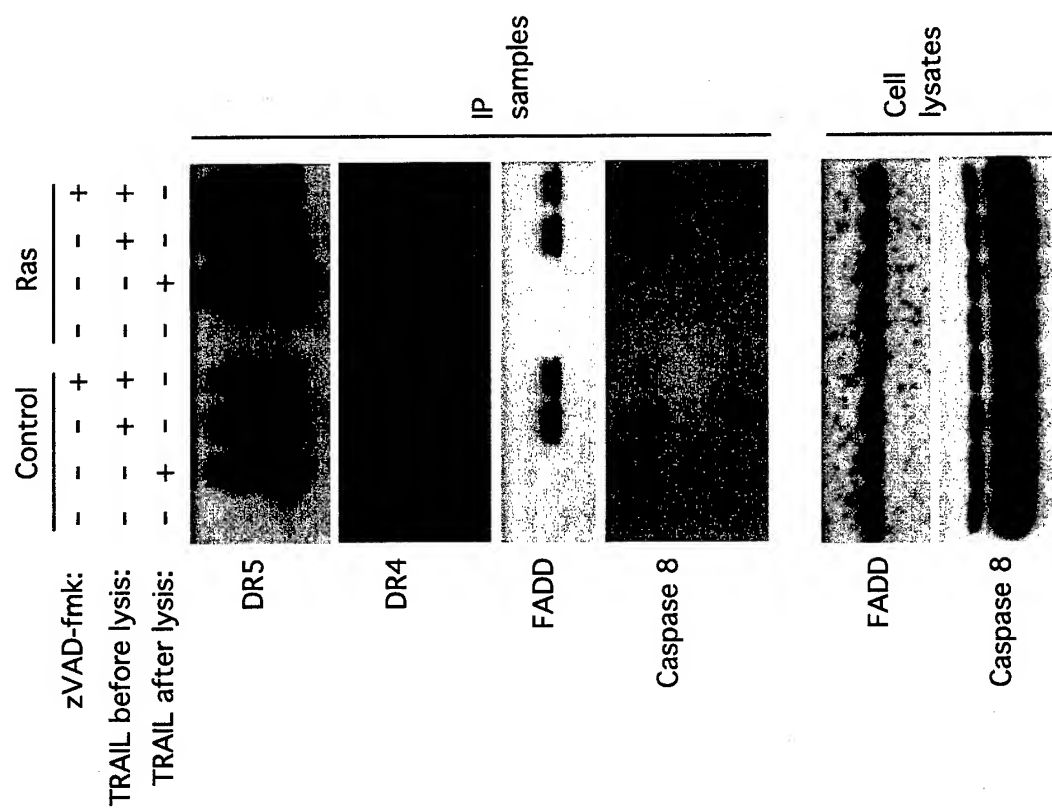 Control Ras
zVAD-fmk: - - - + - - - +
TRAIL before lysis: - - + + - - + +
TRAIL after lysis: - + - - - + - -
DR5
DR4
FADD
Caspase 8
IP
samples
FADD
Caspase 8
Cell
lysates